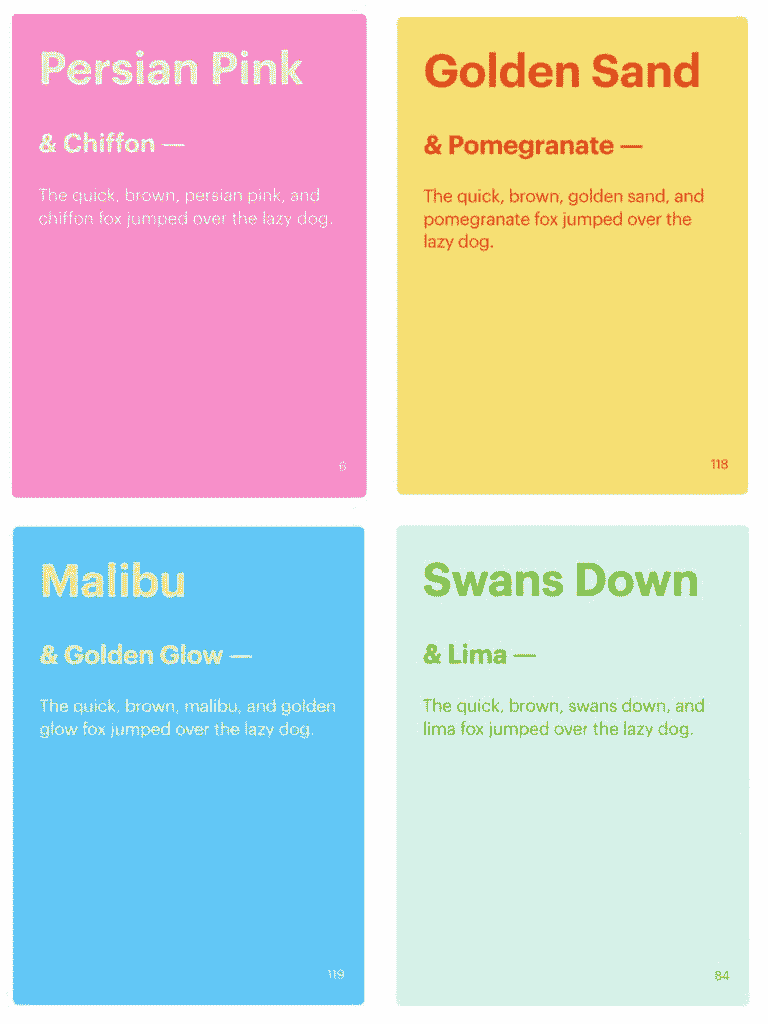 Persian Pink
& Chiffon —
The quick, brown, persian pink, and
chiffon fox jumped over the lazy dog.
6
Golden Sand
& Pomegranate —
The quick, brown, golden sand, and
pomegranate fox jumped over the
lazy dog.
118
Malibu
& Golden Glow —
The quick, brown, malibu, and golden
glow fox jumped over the lazy dog.
119
Swans Down
& Lima —
The quick, brown, swans down, and
lima fox jumped over the lazy dog.
84